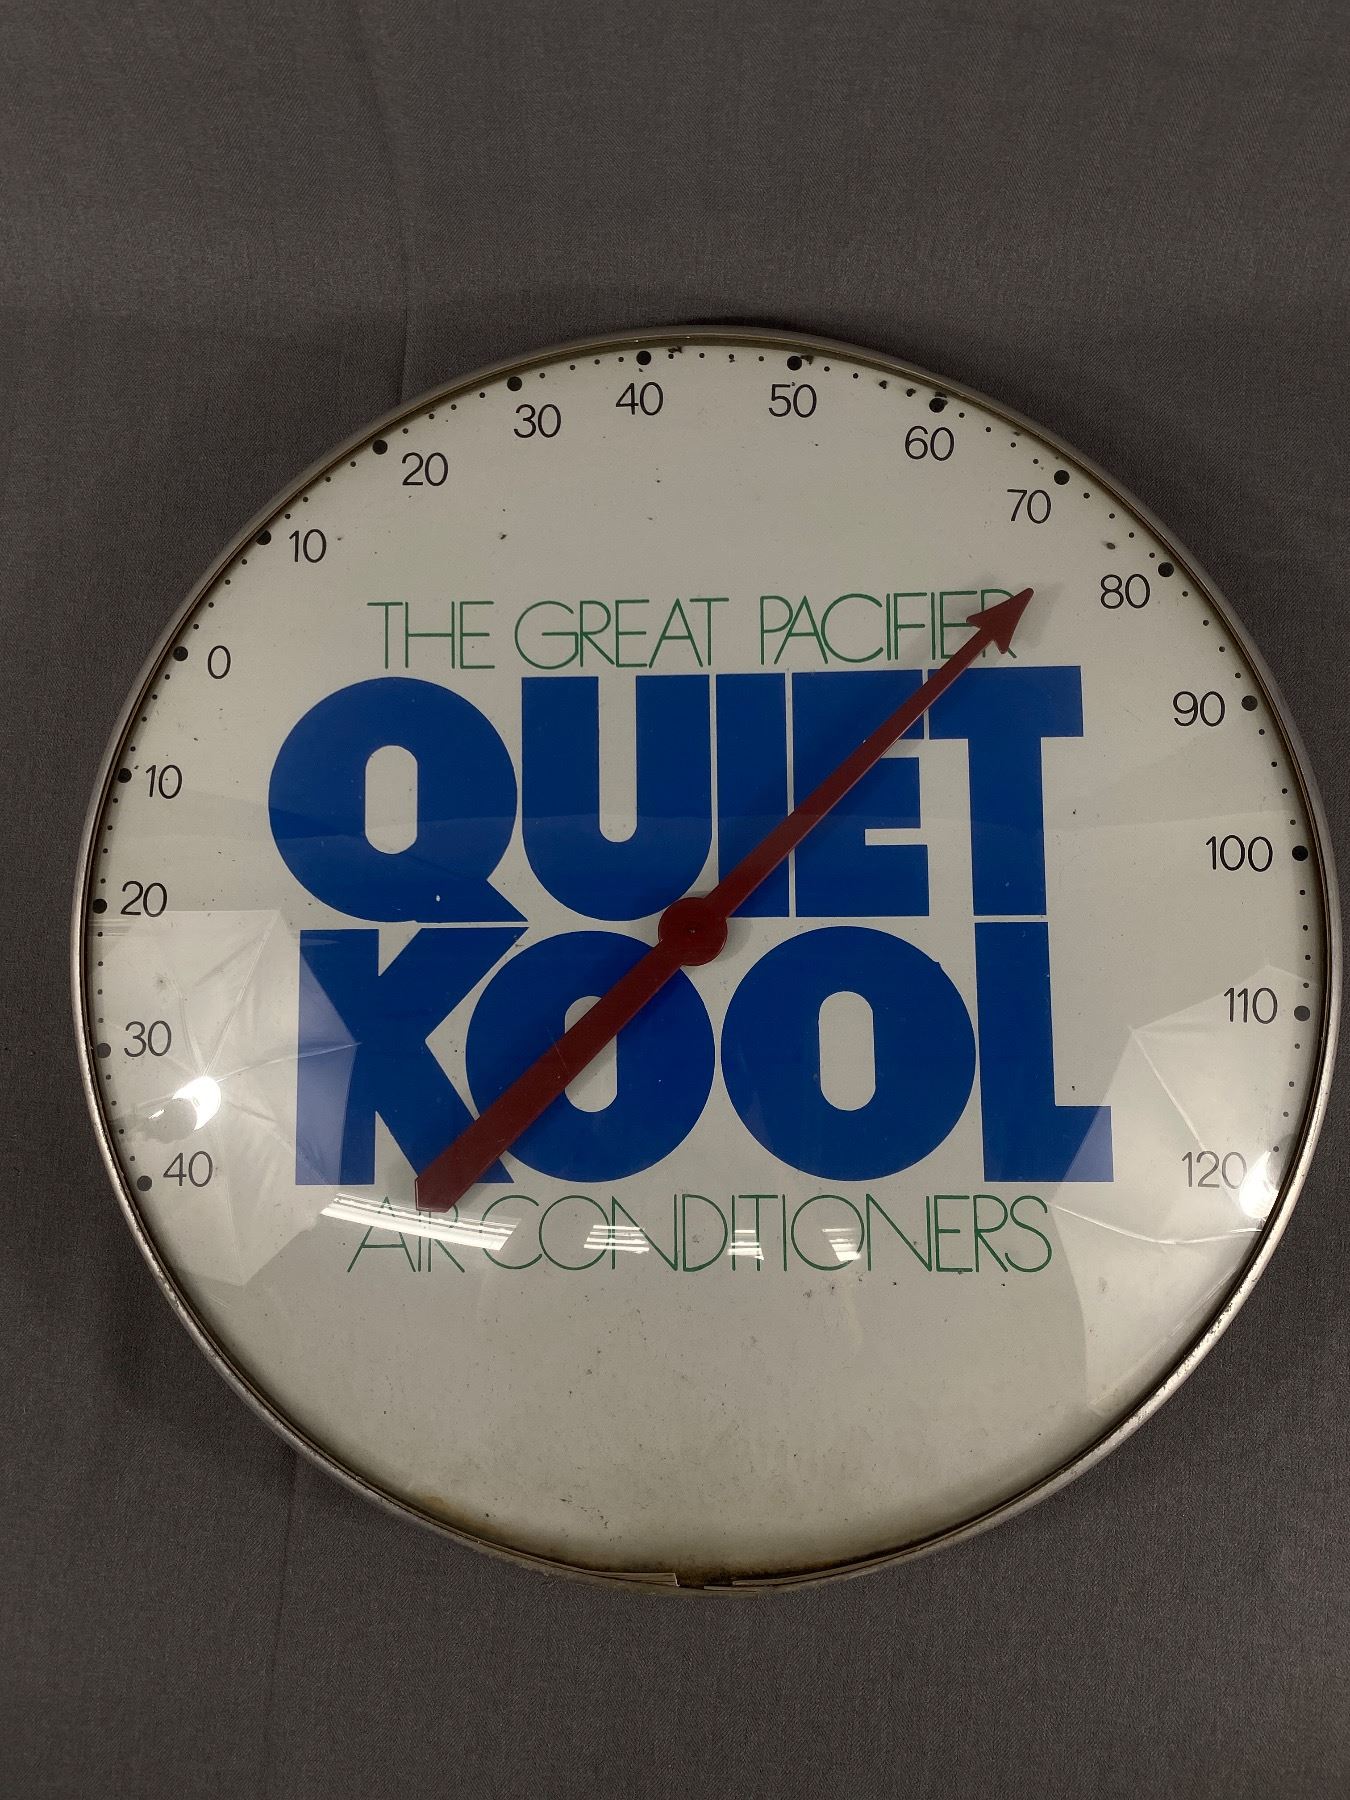 40 30 20 10 0 10 20 30 40 50 60 70 80 90 100 110 120
THE GREAT PACIFIER
QUIET
KOOL
AIR CONDITIONERS